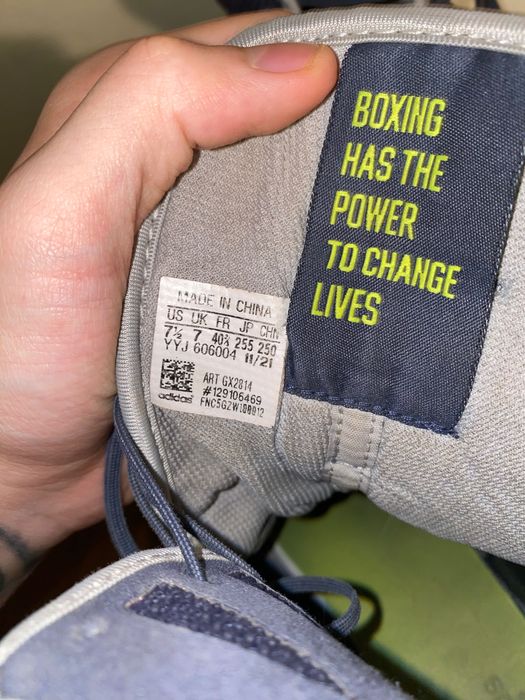 BOXING
HAS THE
POWER
TO CHANGE
LIVES
MADE IN CHINA
US UK FR JP CHN
7½ 7 40⅔ 255 250
YYJ 606004 11/21
ART GX2814
#129106469
adidas